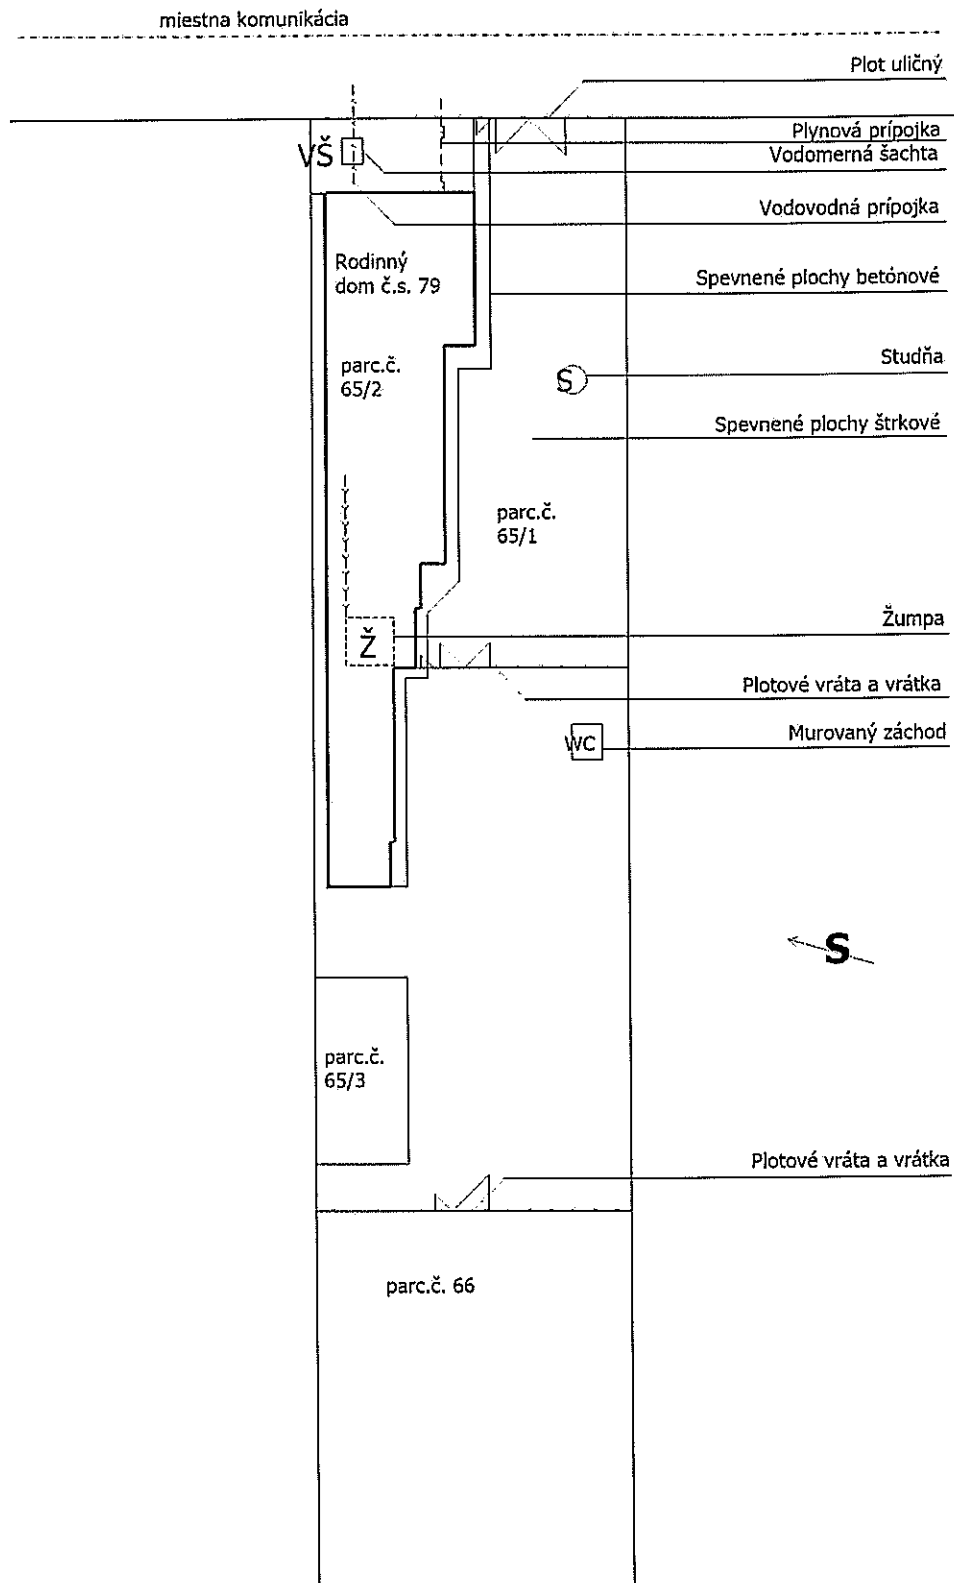 miestna komunikácia
Plot uličný
Plynová prípojka
VŠ
Vodomerná šachta
Vodovodná prípojka
Rodinný
dom č.s. 79
Spevnené plochy betónové
parc.č.
65/2
Studňa
S
Spevnené plochy štrkové
parc.č.
65/1
Žumpa
Ž
Plotové vráta a vrátka
Murovaný záchod
WC
S
parc.č.
65/3
Plotové vráta a vrátka
parc.č. 66